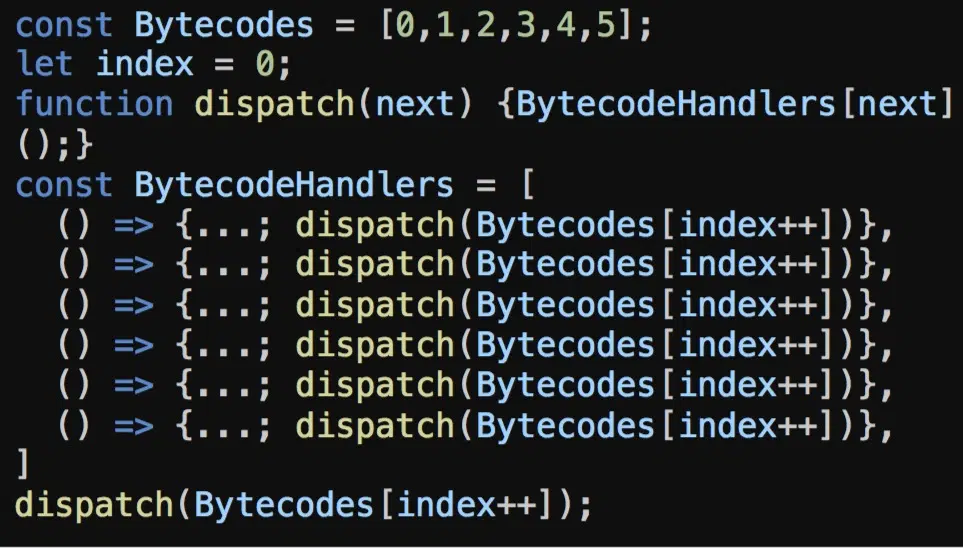 const Bytecodes = [0,1,2,3,4,5];
let index = 0;
function dispatch(next) {BytecodeHandlers[next]
();}
const BytecodeHandlers = [
  () => {...; dispatch(Bytecodes[index++])},
  () => {...; dispatch(Bytecodes[index++])},
  () => {...; dispatch(Bytecodes[index++])},
  () => {...; dispatch(Bytecodes[index++])},
  () => {...; dispatch(Bytecodes[index++])},
  () => {...; dispatch(Bytecodes[index++])},
]
dispatch(Bytecodes[index++]);